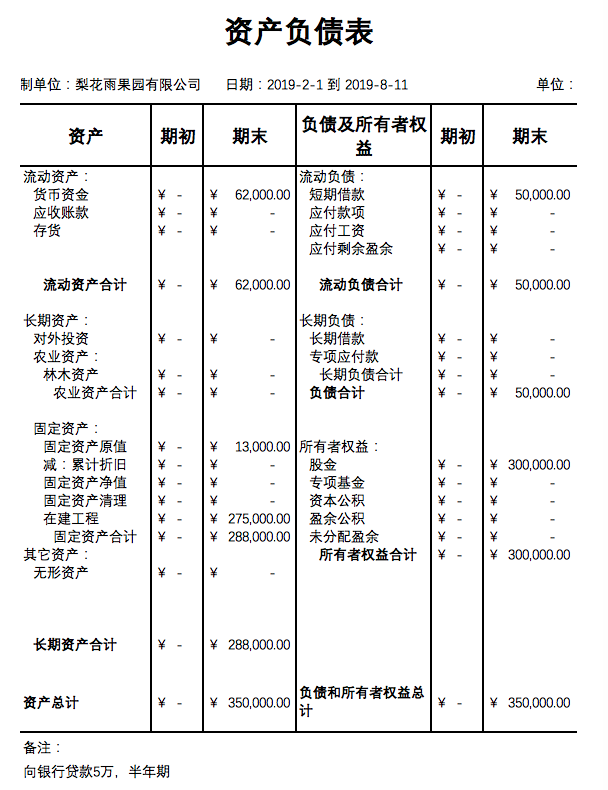 资产负债表
制单位：梨花雨果园有限公司 日期：2019-2-1 到 2019-8-11 单位：
资产 期初 期末 负债及所有者权益 期初 期末
流动资产： 流动负债：
货币资金 ¥ - ¥ 62,000.00 短期借款 ¥ - ¥ 50,000.00
应收账款 ¥ - ¥ - 应付款项 ¥ - ¥ -
存货 ¥ - ¥ - 应付工资 ¥ - ¥ -
应付剩余盈余 ¥ - ¥ -
流动资产合计 ¥ - ¥ 62,000.00 流动负债合计 ¥ - ¥ 50,000.00
长期资产： 长期负债：
对外投资 ¥ - ¥ - 长期借款 ¥ - ¥ -
农业资产： 专项应付款 ¥ - ¥ -
林木资产 ¥ - ¥ - 长期负债合计 ¥ - ¥ -
农业资产合计 ¥ - ¥ - 负债合计 ¥ - ¥ 50,000.00
固定资产：
固定资产原值 ¥ - ¥ 13,000.00 所有者权益：
减：累计折旧 ¥ - ¥ - 股金 ¥ - ¥ 300,000.00
固定资产净值 ¥ - ¥ - 专项基金 ¥ - ¥ -
固定资产清理 ¥ - ¥ - 资本公积 ¥ - ¥ -
在建工程 ¥ - ¥ 275,000.00 盈余公积 ¥ - ¥ -
固定资产合计 ¥ - ¥ 288,000.00 未分配盈余 ¥ - ¥ -
其它资产： 所有者权益合计 ¥ - ¥ 300,000.00
无形资产 ¥ - ¥ -
长期资产合计 ¥ - ¥ 288,000.00
资产总计 ¥ - ¥ 350,000.00 负债和所有者权益总计 ¥ - ¥ 350,000.00
备注：
向银行贷款5万，半年期